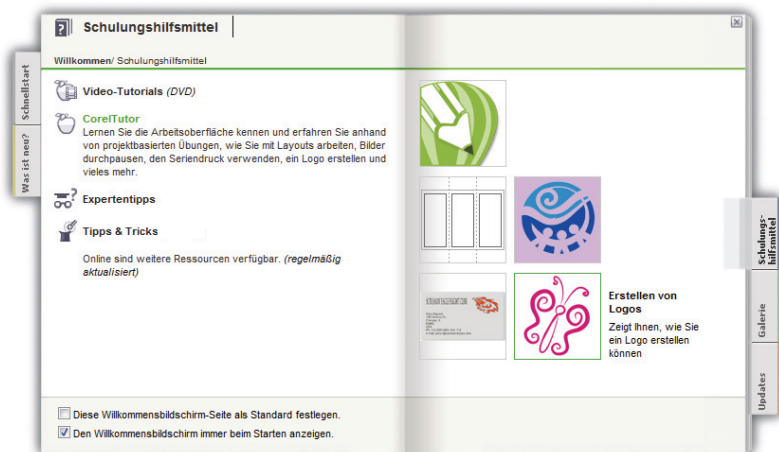 Schulungshilfsmittel
Willkommen/ Schulungshilfsmittel
Schnellstart
Was ist neu?
Video-Tutorials (DVD)
CorelTutor
Lernen Sie die Arbeitsoberfläche kennen und erfahren Sie anhand
von projektbasierten Übungen, wie Sie mit Layouts arbeiten, Bilder
durchpausen, den Seriendruck verwenden, ein Logo erstellen und
vieles mehr.
Expertentipps
Tipps & Tricks
Online sind weitere Ressourcen verfügbar. (regelmäßig
aktualisiert)
Erstellen von
Logos
Zeigt Ihnen, wie Sie
ein Logo erstellen
können
Schulungs-
hilfsmittel
Galerie
Updates
Diese Willkommensbildschirm-Seite als Standard festlegen.
Den Willkommensbildschirm immer beim Starten anzeigen.